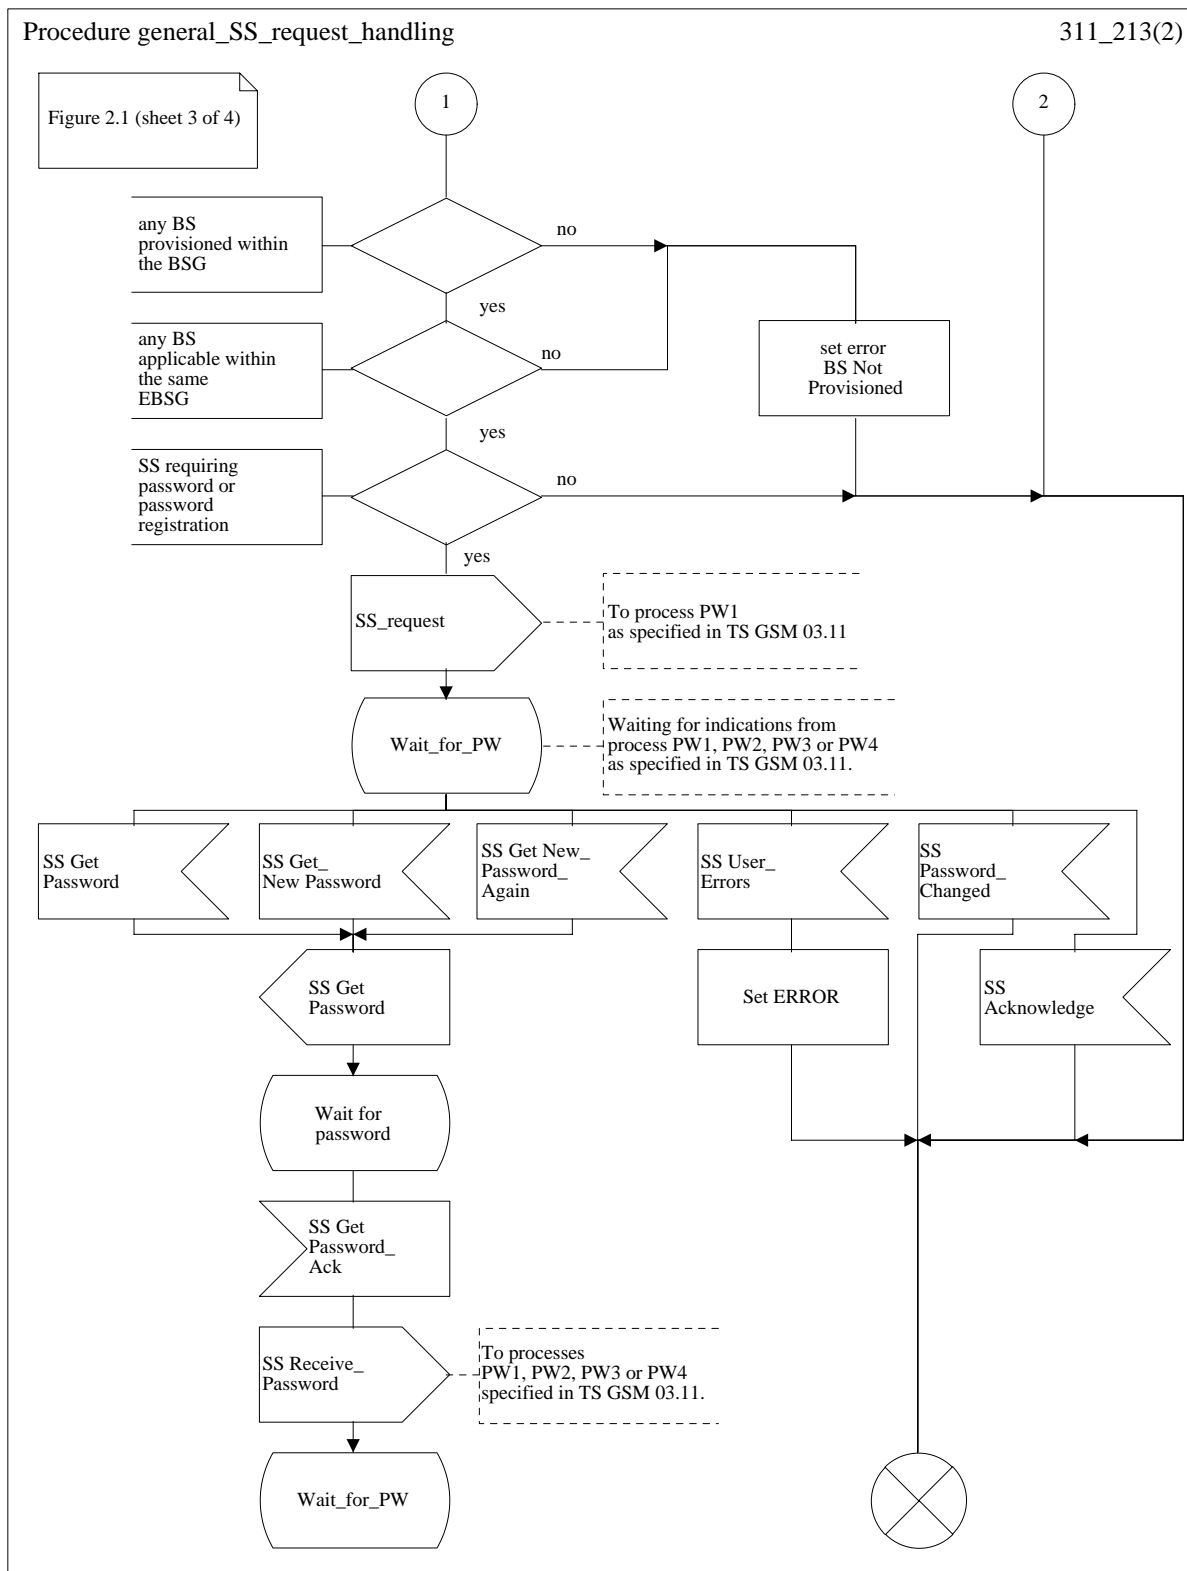 Procedure general_SS_request_handling
311_213(2)
Figure 2.1 (sheet 3 of 4)
1
2
any BS
provisioned within
the BSG
no
yes
any BS
applicable within
the same
EBSG
no
set error
BS Not
Provisioned
yes
SS requiring
password or
password
registration
no
yes
SS_request
To process PW1
as specified in TS GSM 03.11
Wait_for_PW
Waiting for indications from
process PW1, PW2, PW3 or PW4
as specified in TS GSM 03.11.
SS Get
Password
SS Get_
New Password
SS Get New_
Password_
Again
SS User_
Errors
SS
Password_
Changed
SS Get
Password
Set ERROR
SS
Acknowledge
Wait for
password
SS Get
Password_
Ack
SS Receive_
Password
To processes
PW1, PW2, PW3 or PW4
specified in TS GSM 03.11.
Wait_for_PW